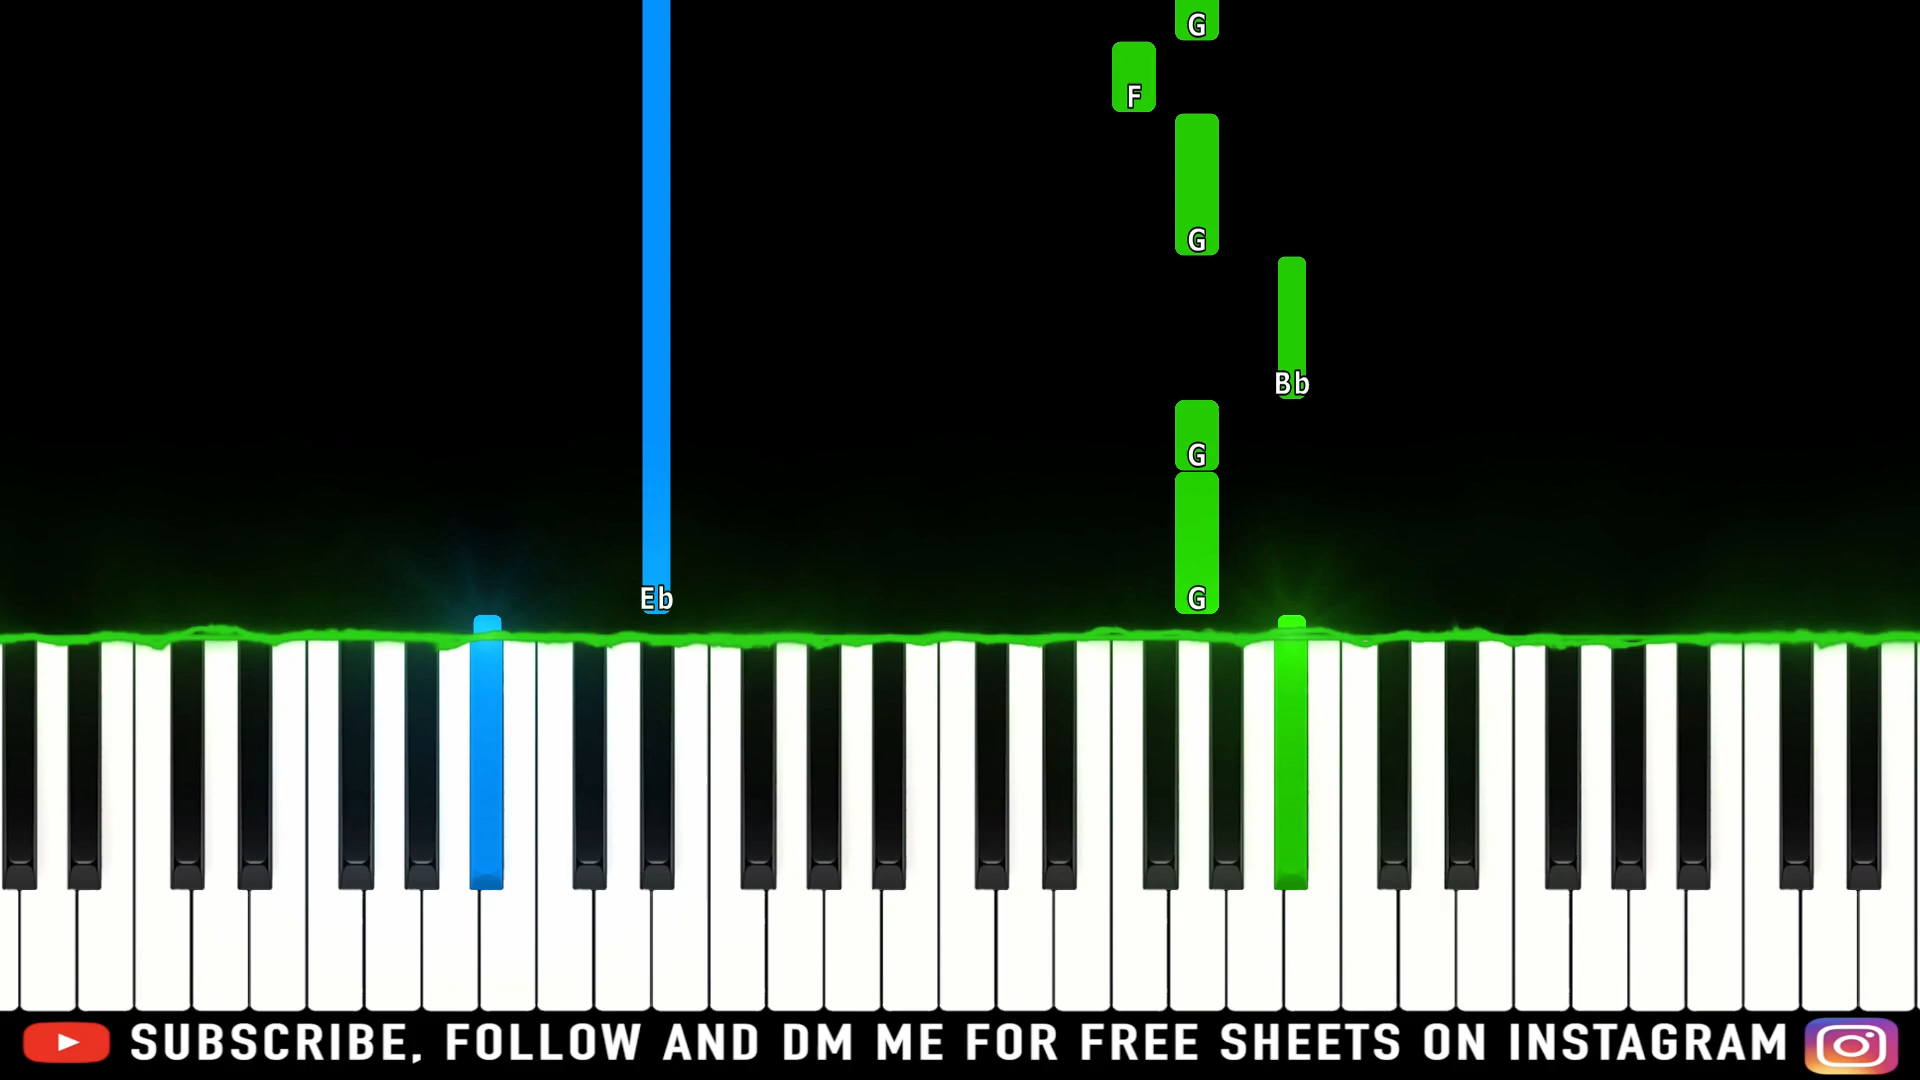 G
F
G
Bb
G
Eb
G
SUBSCRIBE, FOLLOW AND DM ME FOR FREE SHEETS ON INSTAGRAM